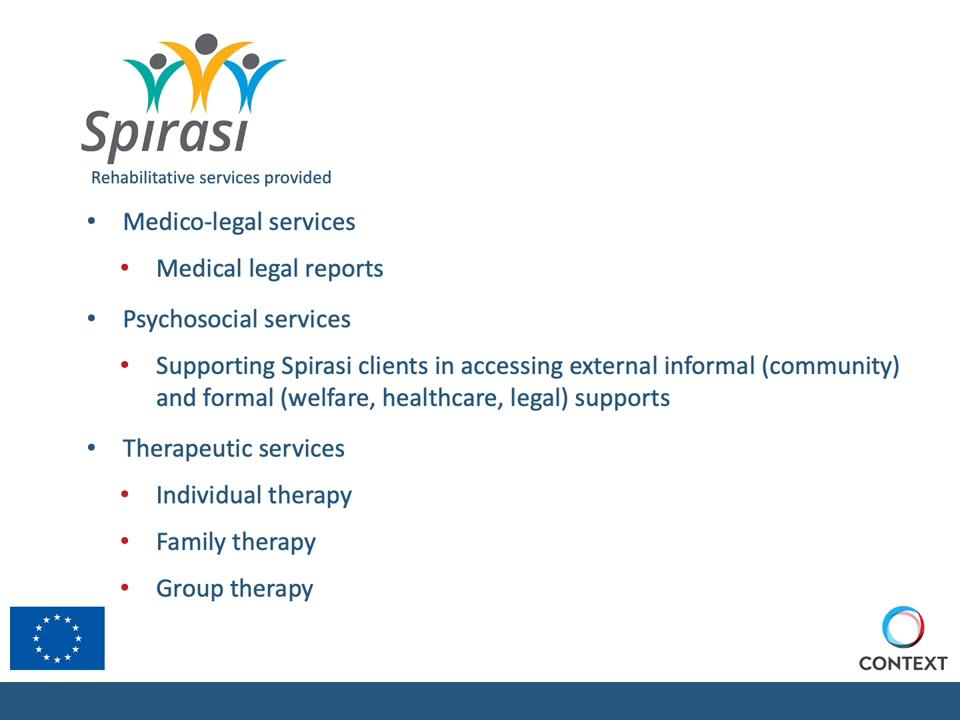 Spirasi
Rehabilitative services provided
• Medico-legal services
• Medical legal reports
• Psychosocial services
• Supporting Spirasi clients in accessing external informal (community)
and formal (welfare, healthcare, legal) supports
• Therapeutic services
• Individual therapy
• Family therapy
• Group therapy
CONTEXT